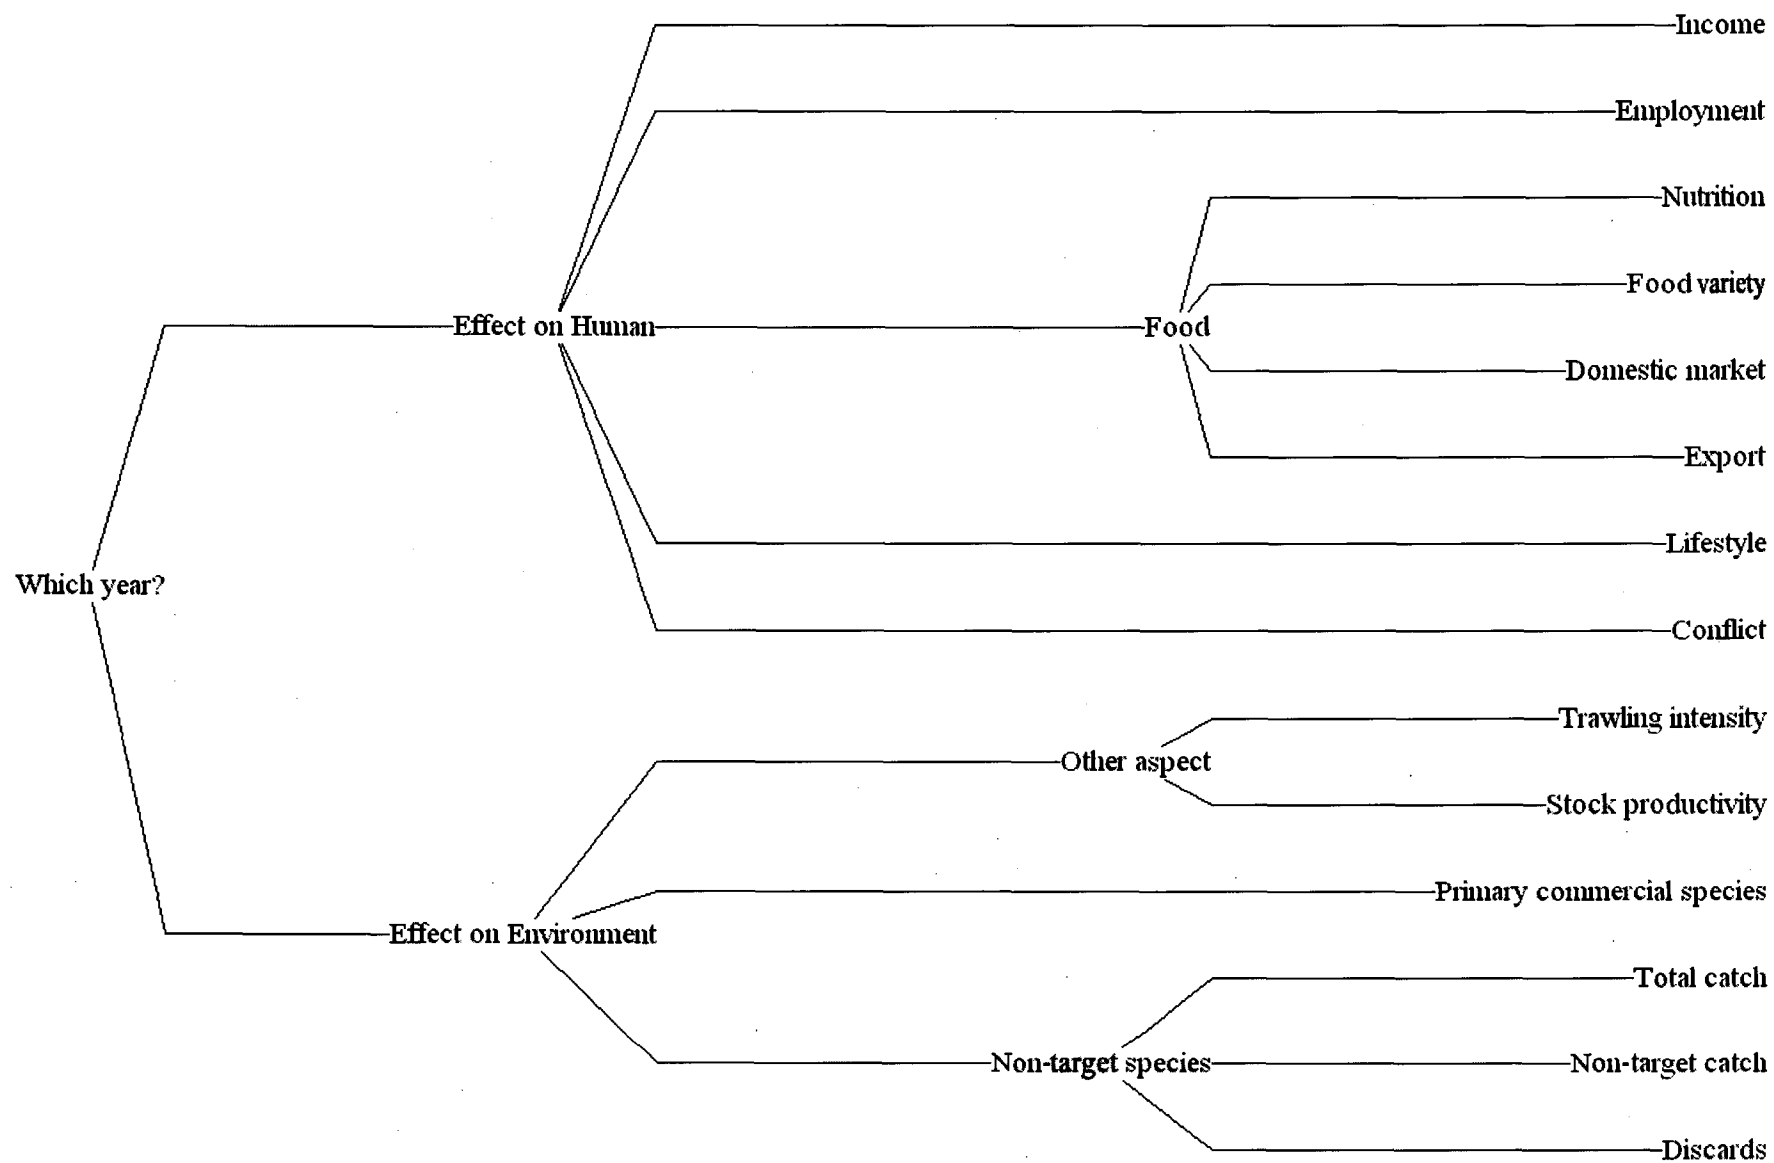 Income
Employment
Nutrition
Food variety
Effect on Human
Food
Domestic market
Export
Lifestyle
Which year?
Conflict
Trawling intensity
Other aspect
Stock productivity
Primary commercial species
Effect on Environment
Total catch
Non-target species
Non-target catch
Discards